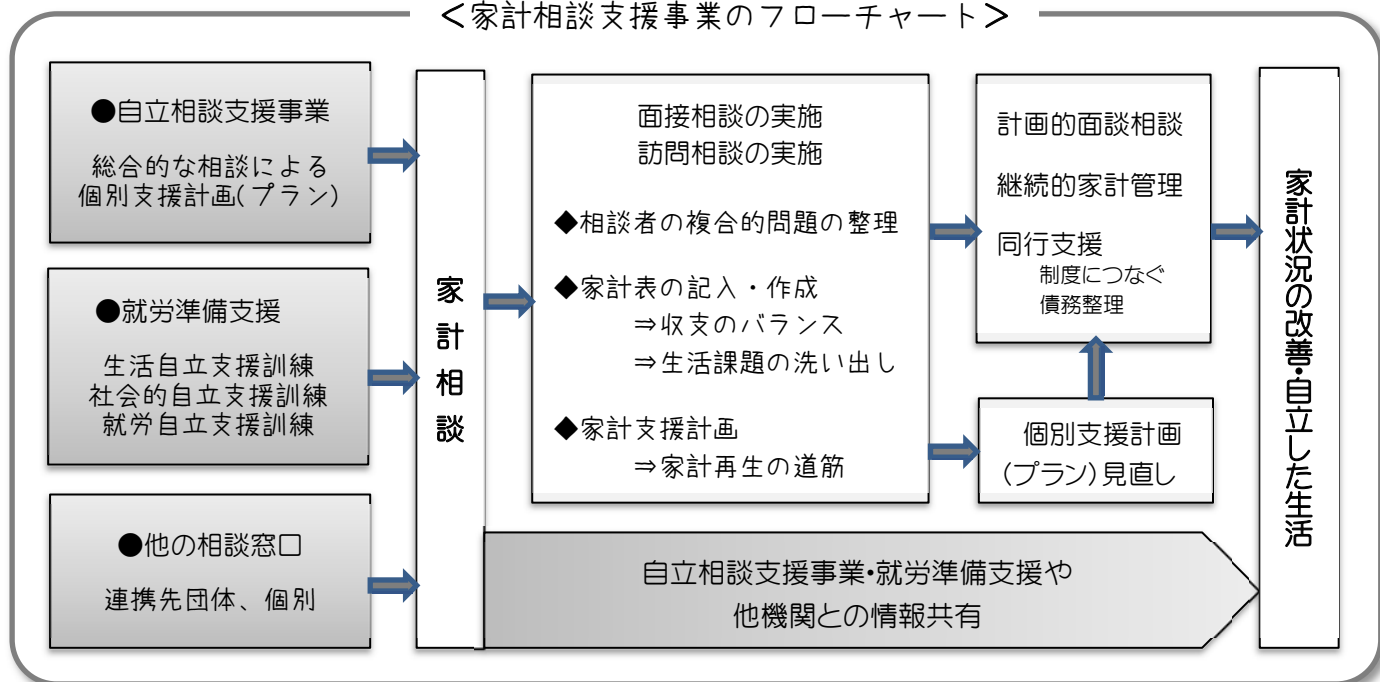 ＜家計相談支援事業のフローチャート＞
●自立相談支援事業
総合的な相談による
個別支援計画(プラン)
●就労準備支援
生活自立支援訓練
社会的自立支援訓練
就労自立支援訓練
●他の相談窓口
連携先団体、個別
家計相談
面接相談の実施
訪問相談の実施
◆相談者の複合的問題の整理
◆家計表の記入・作成
⇒収支のバランス
⇒生活課題の洗い出し
◆家計支援計画
⇒家計再生の道筋
計画的面談相談
継続的家計管理
同行支援
制度につなぐ
債務整理
個別支援計画
(プラン)見直し
自立相談支援事業・就労準備支援や
他機関との情報共有
家計状況の改善・自立した生活